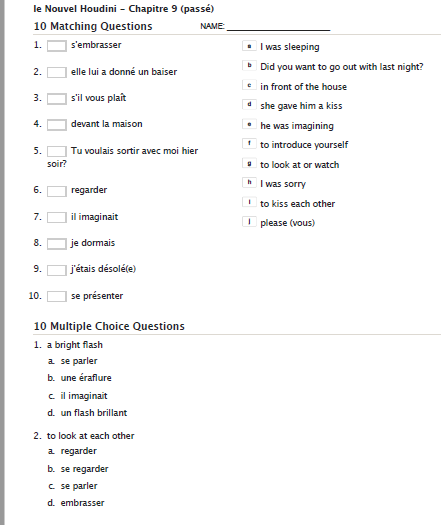 le Nouvel Houdini – Chapitre 9 (passé)
10 Matching Questions NAME: ____________________
1. s'embrasser
2. elle lui a donné un baiser
3. s'il vous plaît
4. devant la maison
5. Tu voulais sortir avec moi hier
soir?
6. regarder
7. il imaginait
8. je dormais
9. j'étais désolé(e)
10. se présenter
a I was sleeping
b Did you want to go out with last night?
c in front of the house
d she gave him a kiss
e he was imagining
f to introduce yourself
g to look at or watch
h I was sorry
i to kiss each other
j please (vous)
10 Multiple Choice Questions
1. a bright flash
a. se parler
b. une éraflure
c. il imaginait
d. un flash brillant
2. to look at each other
a. regarder
b. se regarder
c. se parler
d. embrasser